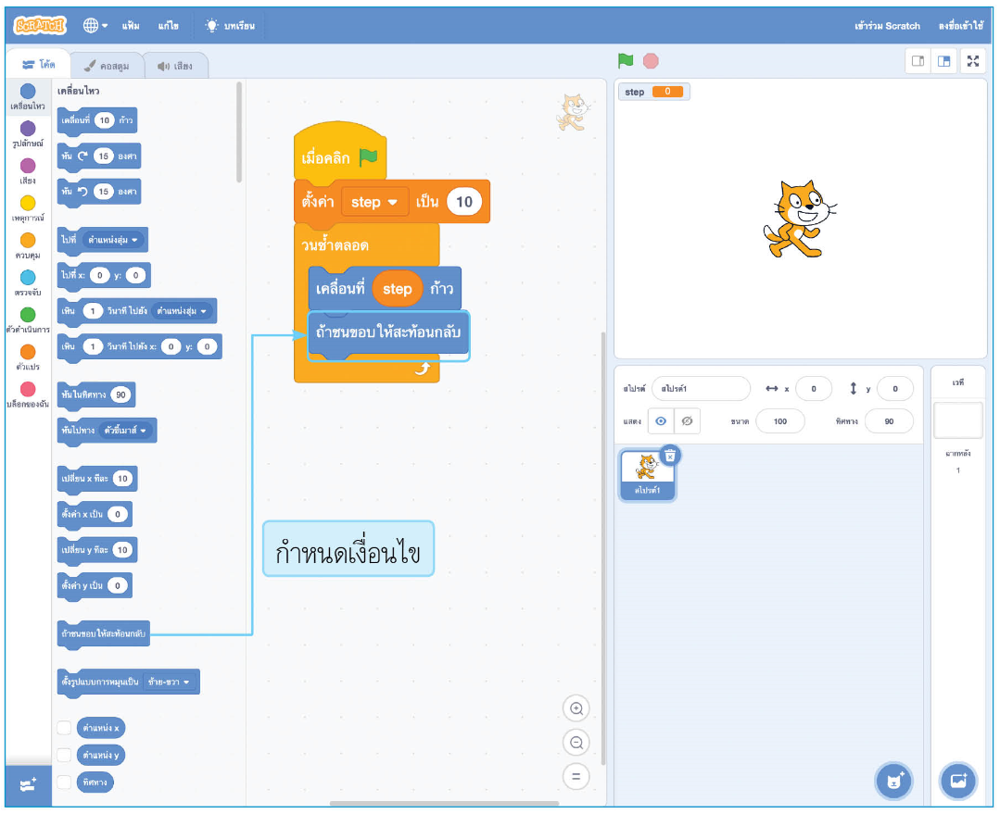 SCRATCH แฟ้ม แก้ไข บทเรียน เข้าร่วม Scratch ลงชื่อเข้าใช้
โค้ด คอสตูม เสียง
เคลื่อนไหว
รูปลักษณ์
เสียง
เหตุการณ์
ควบคุม
ตรวจจับ
ตัวดำเนินการ
ตัวแปร
บล็อกของฉัน
เคลื่อนไหว
เคลื่อนที่ 10 ก้าว
หัน 15 องศา
หัน 15 องศา
ไปที่ ตำแหน่งสุ่ม
ไปที่ x: 0 y: 0
เหิน 1 วินาที ไปยัง ตำแหน่งสุ่ม
เหิน 1 วินาที ไปยัง x: 0 y: 0
หันในทิศทาง 90
หันไปทาง ตัวชี้เมาส์
เปลี่ยน x ทีละ 10
ตั้งค่า x เป็น 0
เปลี่ยน y ทีละ 10
ตั้งค่า y เป็น 0
ถ้าชนขอบ ให้สะท้อนกลับ
ตั้งรูปแบบการหมุนเป็น ซ้าย-ขวา
ตำแหน่ง x
ตำแหน่ง y
ทิศทาง
เมื่อคลิก
ตั้งค่า step เป็น 10
วนซ้ำตลอด
เคลื่อนที่ step ก้าว
ถ้าชนขอบ ให้สะท้อนกลับ
กำหนดเงื่อนไข
step 0
สไปรต์ สไปรต์1 x 0 y 0
แสดง ขนาด 100 ทิศทาง 90
สไปรต์1
เวที
ฉากหลัง
1